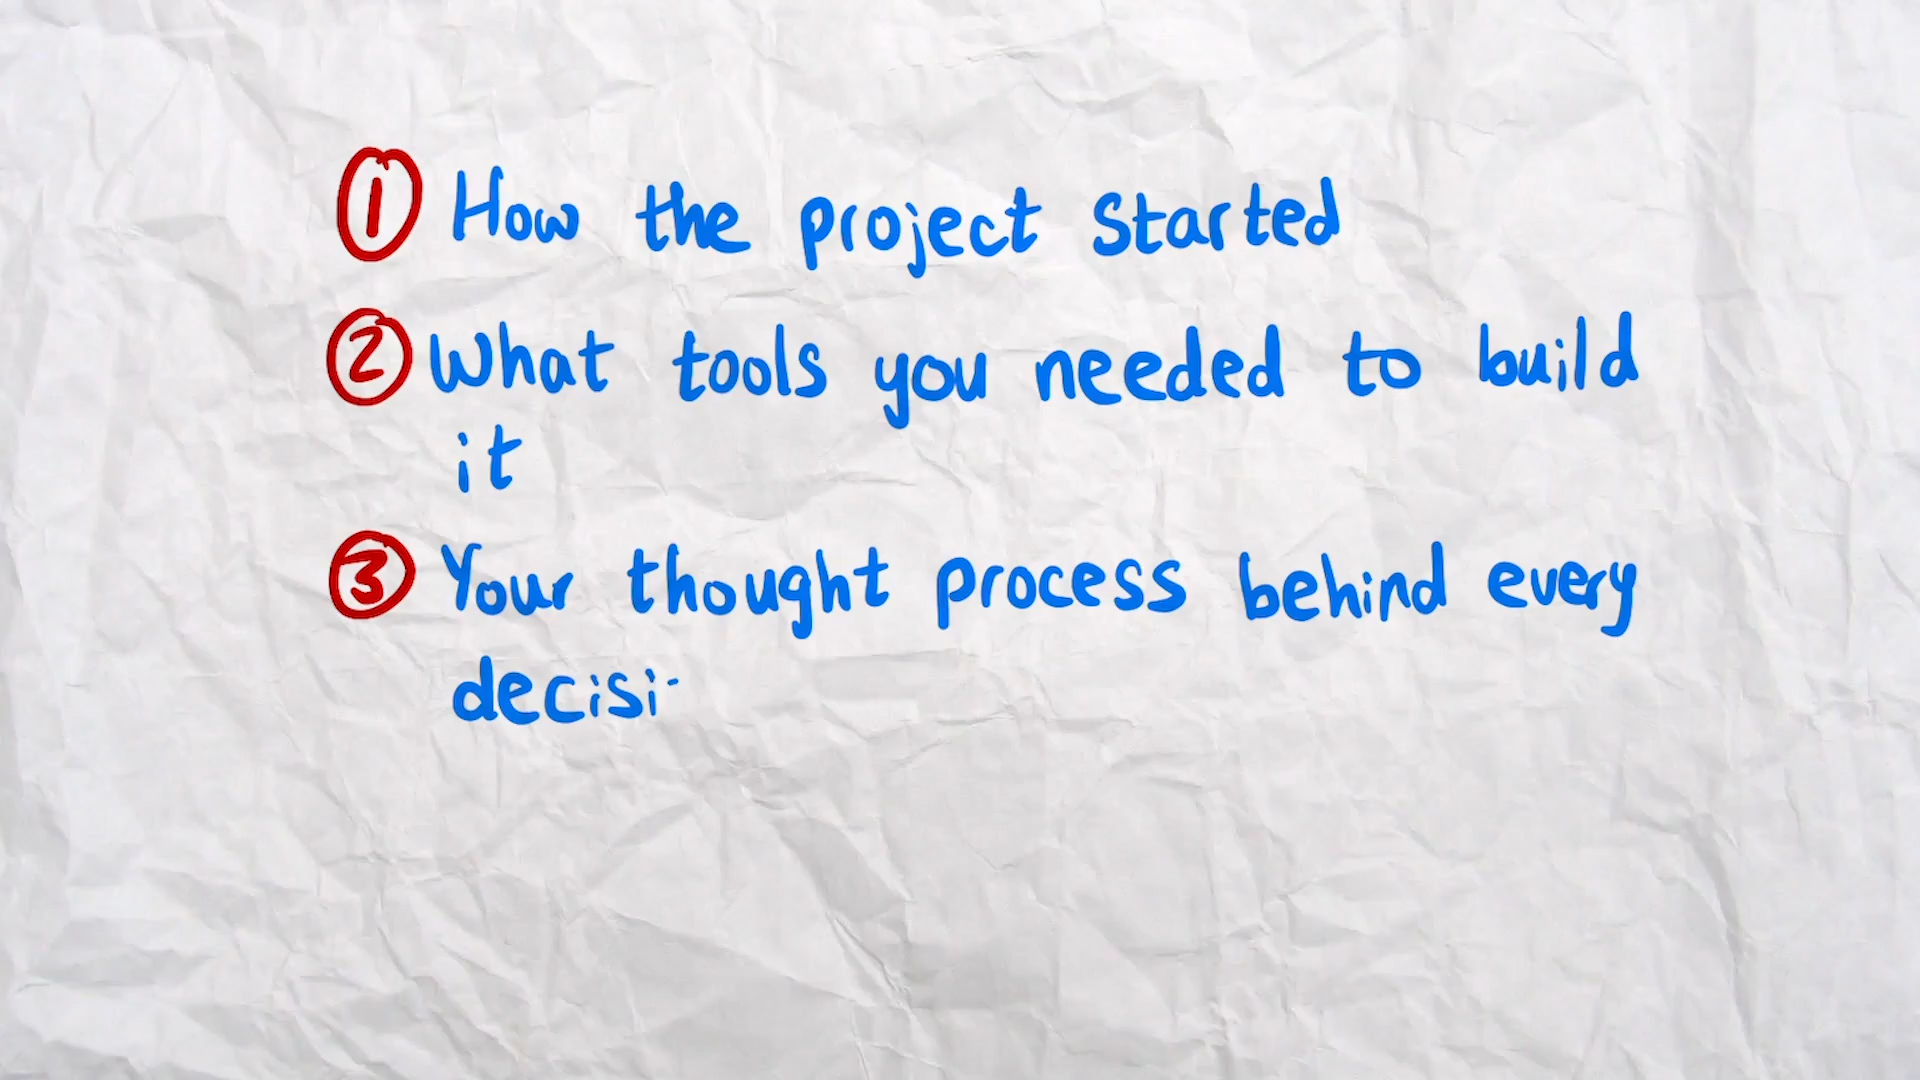 1 How the project started
2 What tools you needed to build
it
3 Your thought process behind every
decisi